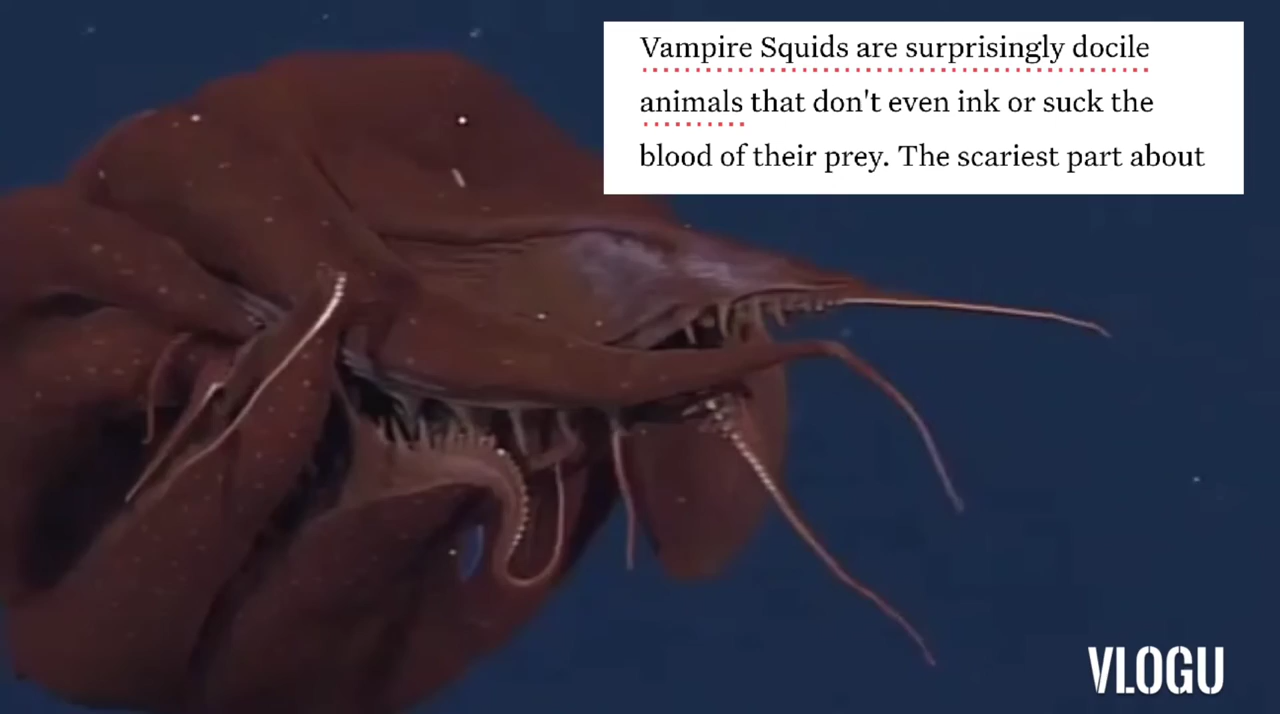 Vampire Squids are surprisingly docile
animals that don't even ink or suck the
blood of their prey. The scariest part about
VLOGU